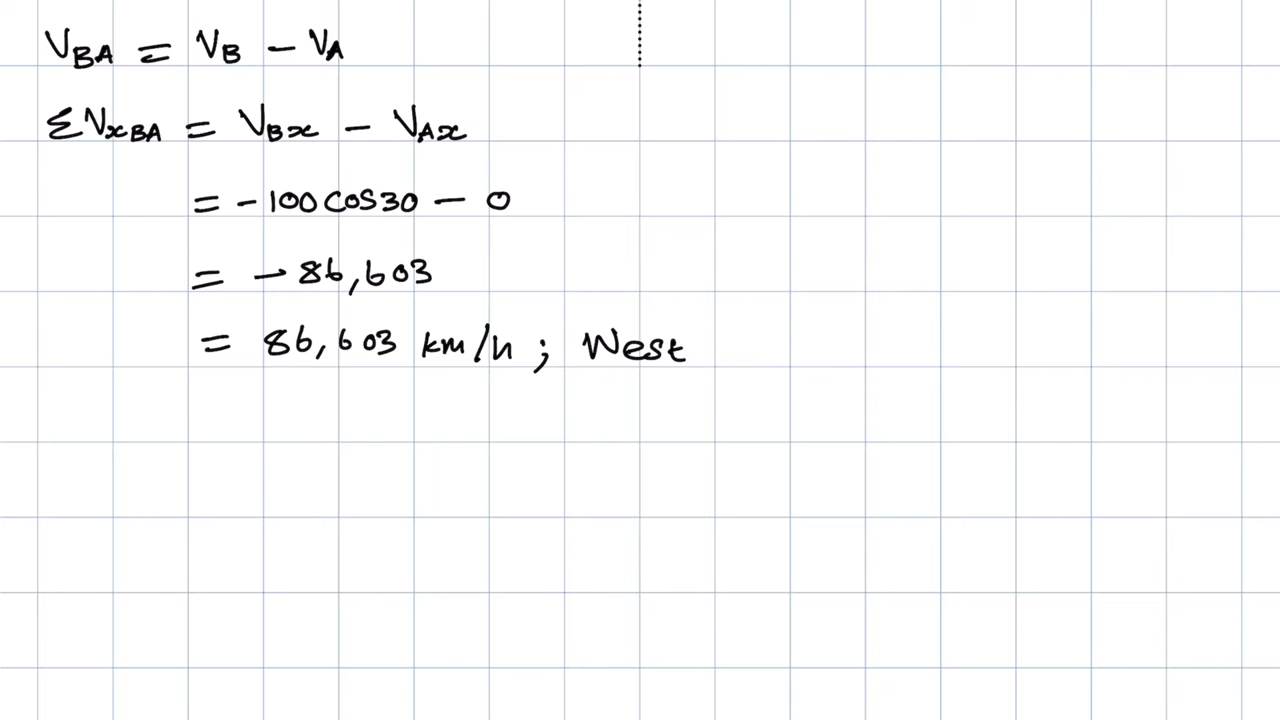 VBA = VB - VA
ΣVxBA = VBx - VAx
= -100cos30 - 0
= -86,603
= 86,603 km/h ; West